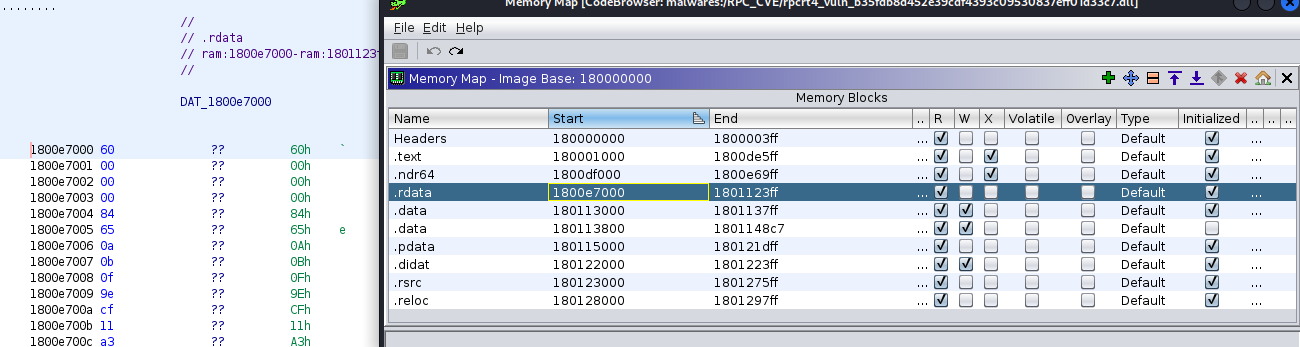 ........
//
// .rdata
// ram:1800e7000-ram:1801123
//
DAT_1800e7000
1800e7000 60 ?? 60h `
1800e7001 00 ?? 00h
1800e7002 00 ?? 00h
1800e7003 00 ?? 00h
1800e7004 84 ?? 84h
1800e7005 65 ?? 65h e
1800e7006 0a ?? 0Ah
1800e7007 0b ?? 0Bh
1800e7008 0f ?? 0Fh
1800e7009 9e ?? 9Eh
1800e700a cf ?? CFh
1800e700b 11 ?? 11h
1800e700c a3 ?? A3h
Memory Map [CodeBrowser: malwares:/RPC_CVE/rpcrt4_vuln_b35fdb8d452e39cdf4393c09530837eff01d33c7.dll]
File Edit Help
Memory Map - Image Base: 180000000
Memory Blocks
Name Start End .. R W X Volatile Overlay Type Initialized .. .. ..
Headers 180000000 1800003ff ... Default ...
.text 180001000 1800de5ff ... Default ...
.ndr64 1800df000 1800e69ff ... Default ...
.rdata 1800e7000 1801123ff ... Default ...
.data 180113000 1801137ff ... Default ...
.data 180113800 1801148c7 ... Default ...
.pdata 180115000 180121dff ... Default ...
.didat 180122000 1801223ff ... Default ...
.rsrc 180123000 1801275ff ... Default ...
.reloc 180128000 1801297ff ... Default ...